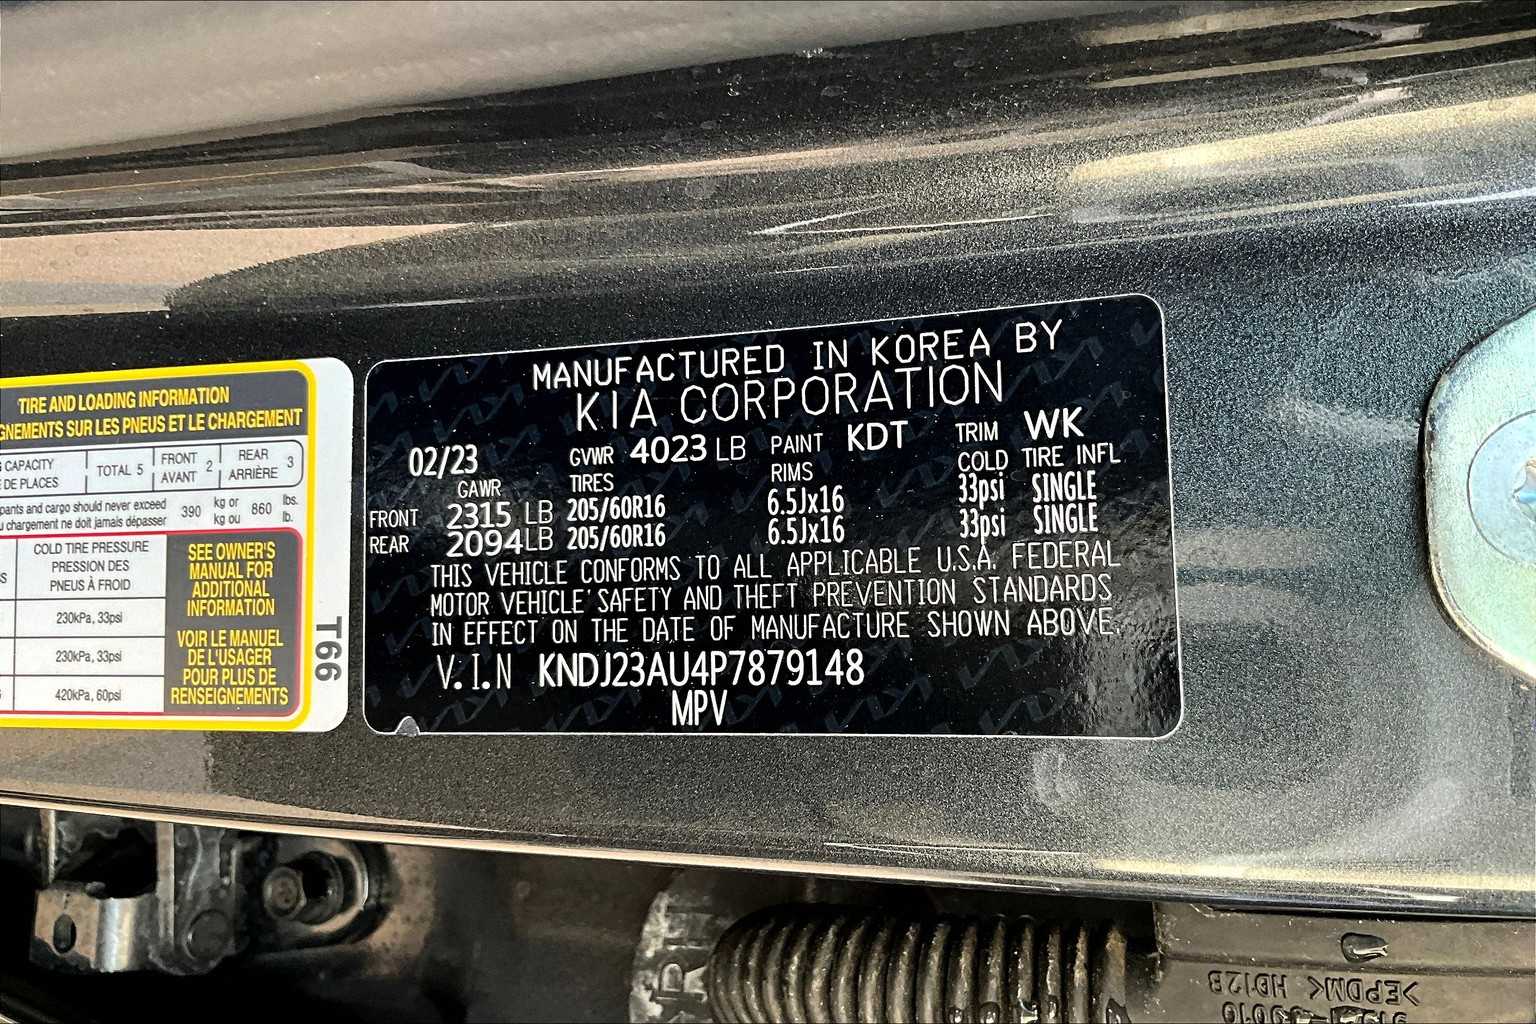 TIRE AND LOADING INFORMATION
GNEMENTS SUR LES PNEUS ET LE CHARGEMENT
CAPACITY TOTAL 5 FRONT 2 REAR 3
DE PLACES AVANT ARRIÈRE
pants and cargo should never exceed 390 kg or 860 lbs.
chargement ne doit jamais dépasser kg ou lb.
COLD TIRE PRESSURE
PRESSION DES
PNEUS À FROID
230kPa, 33psi
230kPa, 33psi
420kPa, 60psi
SEE OWNER'S
MANUAL FOR
ADDITIONAL
INFORMATION
VOIR LE MANUEL
DE L'USAGER
POUR PLUS DE
RENSEIGNEMENTS
T66
MANUFACTURED IN KOREA BY
KIA CORPORATION
02/23 GVWR 4023 LB PAINT KDT TRIM WK
GAWR TIRES RIMS COLD TIRE INFL
FRONT 2315 LB 205/60R16 6.5Jx16 33psi SINGLE
REAR 2094LB 205/60R16 6.5Jx16 33psi SINGLE
THIS VEHICLE CONFORMS TO ALL APPLICABLE U.S.A. FEDERAL
MOTOR VEHICLE SAFETY AND THEFT PREVENTION STANDARDS
IN EFFECT ON THE DATE OF MANUFACTURE SHOWN ABOVE.
V.I.N KNDJ23AU4P7879148
MPV
>EPDM< HD12B